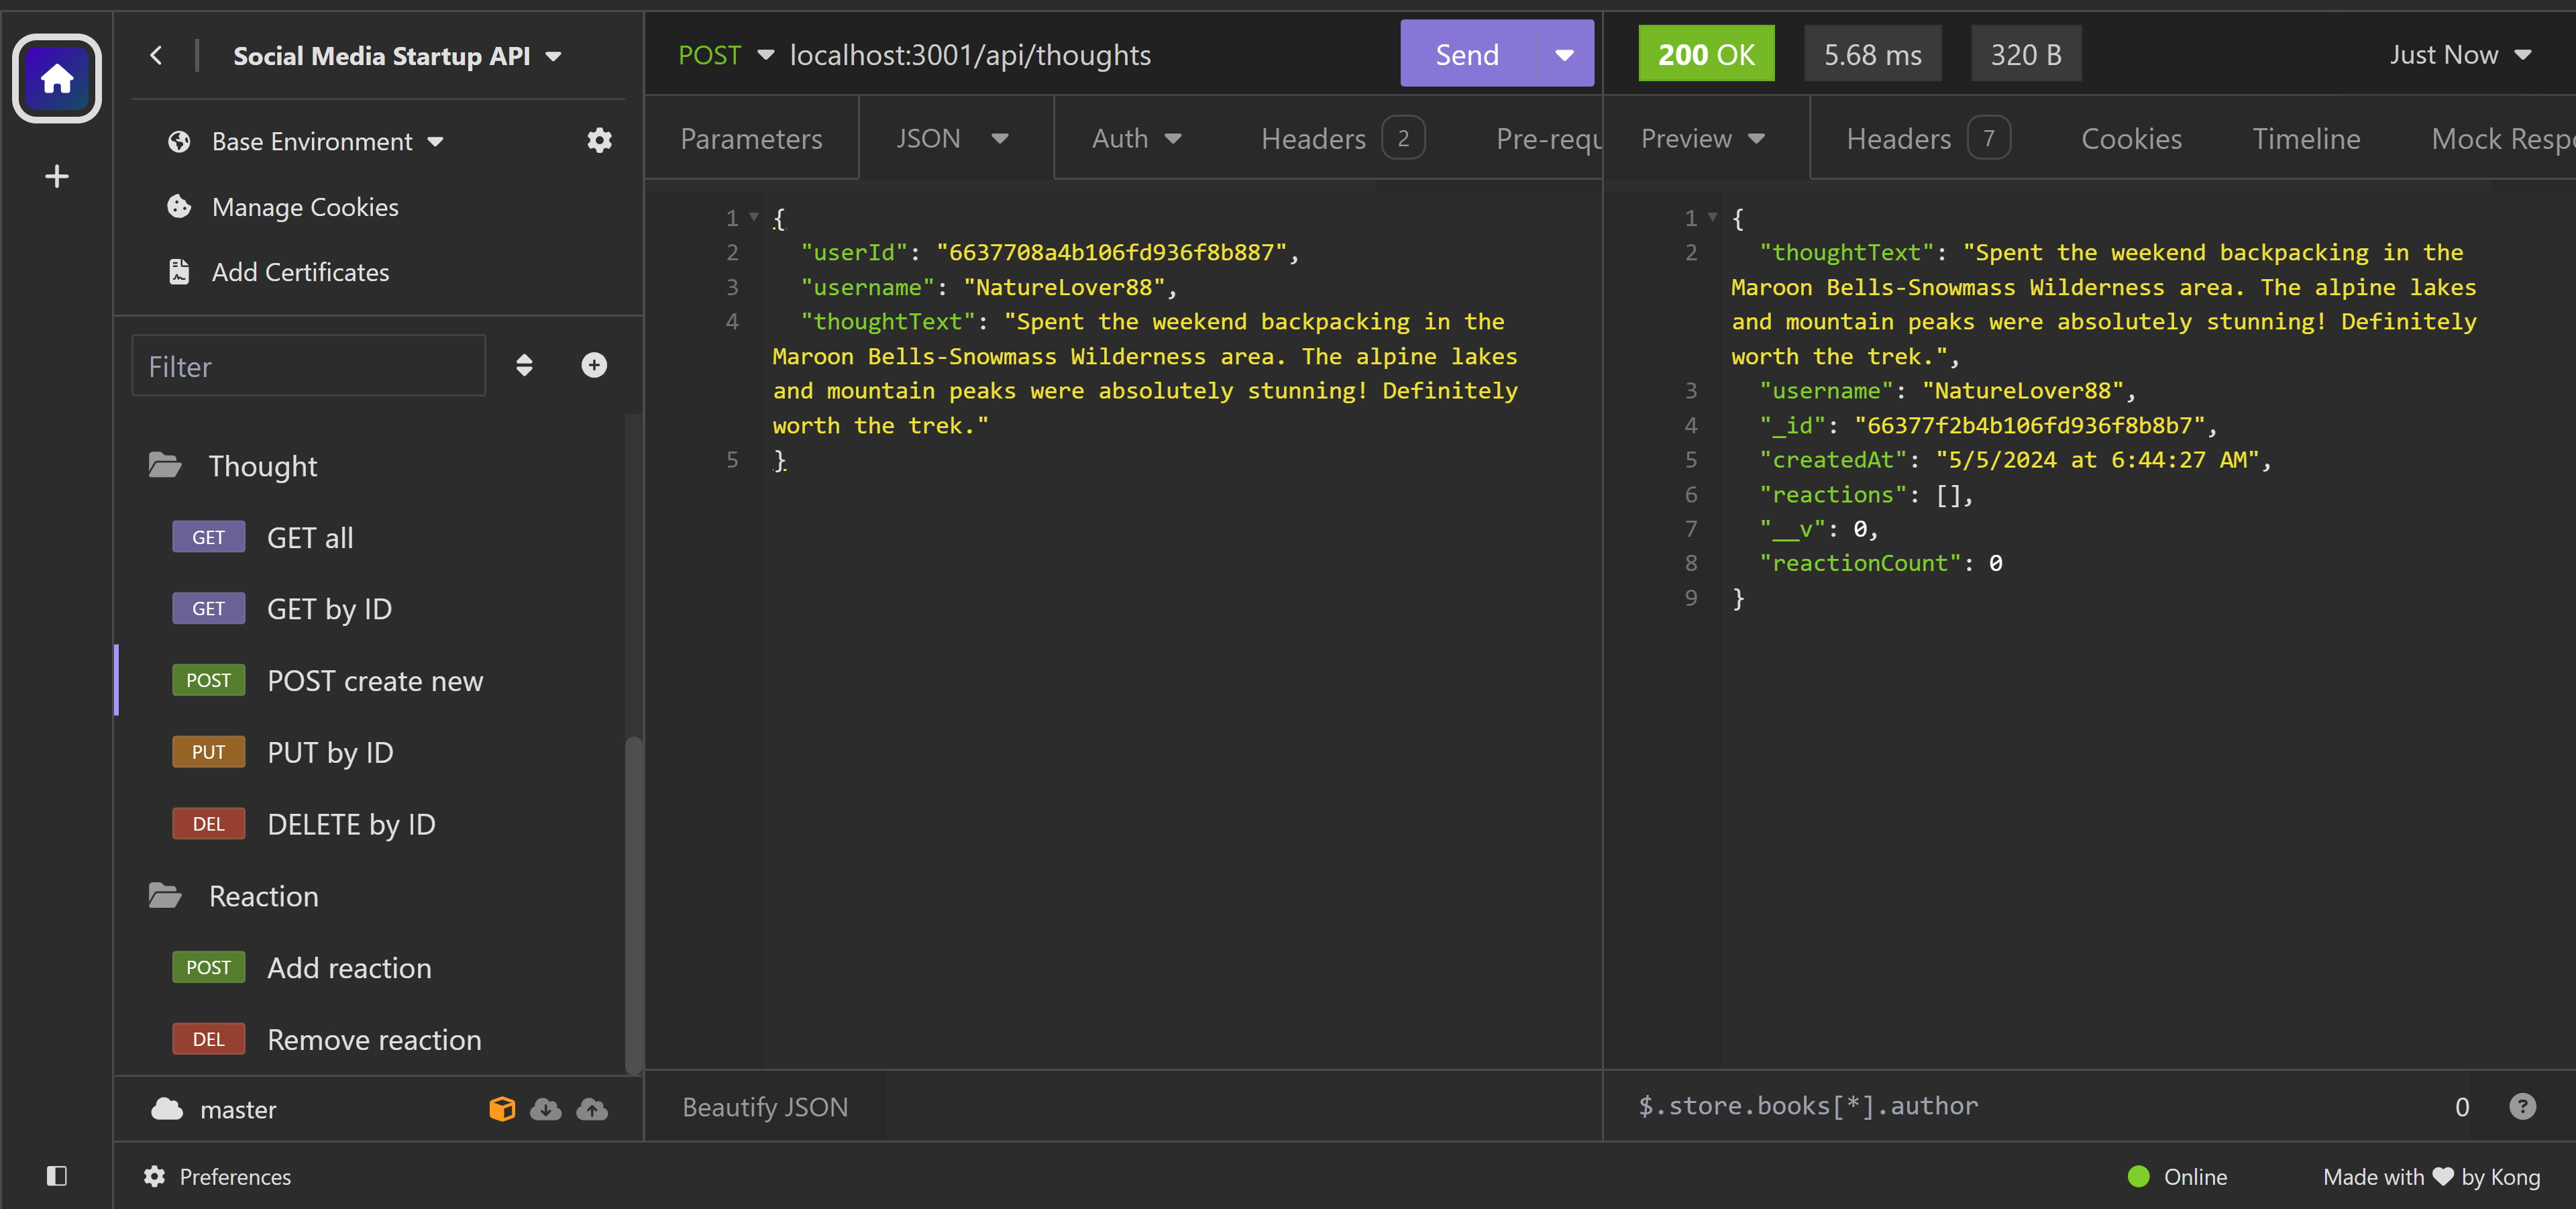 Social Media Startup API
Base Environment
Manage Cookies
Add Certificates
Filter
Thought
GET GET all
GET GET by ID
POST POST create new
PUT PUT by ID
DEL DELETE by ID
Reaction
POST Add reaction
DEL Remove reaction
master
Preferences
POST localhost:3001/api/thoughts
Send
Parameters JSON Auth Headers 2 Pre-requ
1 {
2 "userId": "6637708a4b106fd936f8b887",
3 "username": "NatureLover88",
4 "thoughtText": "Spent the weekend backpacking in the
Maroon Bells-Snowmass Wilderness area. The alpine lakes
and mountain peaks were absolutely stunning! Definitely
worth the trek."
5 }
Beautify JSON
200 OK 5.68 ms 320 B Just Now
Preview Headers 7 Cookies Timeline Mock Resp
1 {
2 "thoughtText": "Spent the weekend backpacking in the
Maroon Bells-Snowmass Wilderness area. The alpine lakes
and mountain peaks were absolutely stunning! Definitely
worth the trek.",
3 "username": "NatureLover88",
4 "_id": "66377f2b4b106fd936f8b8b7",
5 "createdAt": "5/5/2024 at 6:44:27 AM",
6 "reactions": [],
7 "__v": 0,
8 "reactionCount": 0
9 }
$.store.books[*].author 0 ?
Online Made with ♥ by Kong